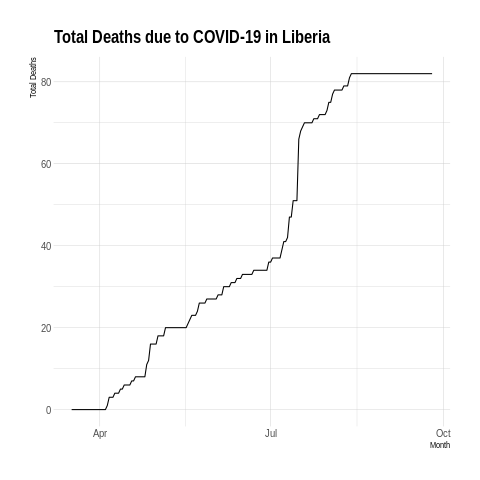 Total Deaths due to COVID-19 in Liberia
Total Deaths
80
60
40
20
0
Apr
Jul
Oct
Month